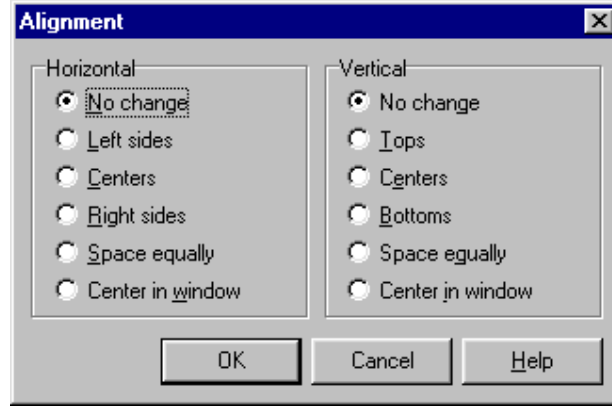 Alignment
Horizontal
No change
Left sides
Centers
Right sides
Space equally
Center in window
Vertical
No change
Tops
Centers
Bottoms
Space equally
Center in window
OK
Cancel
Help